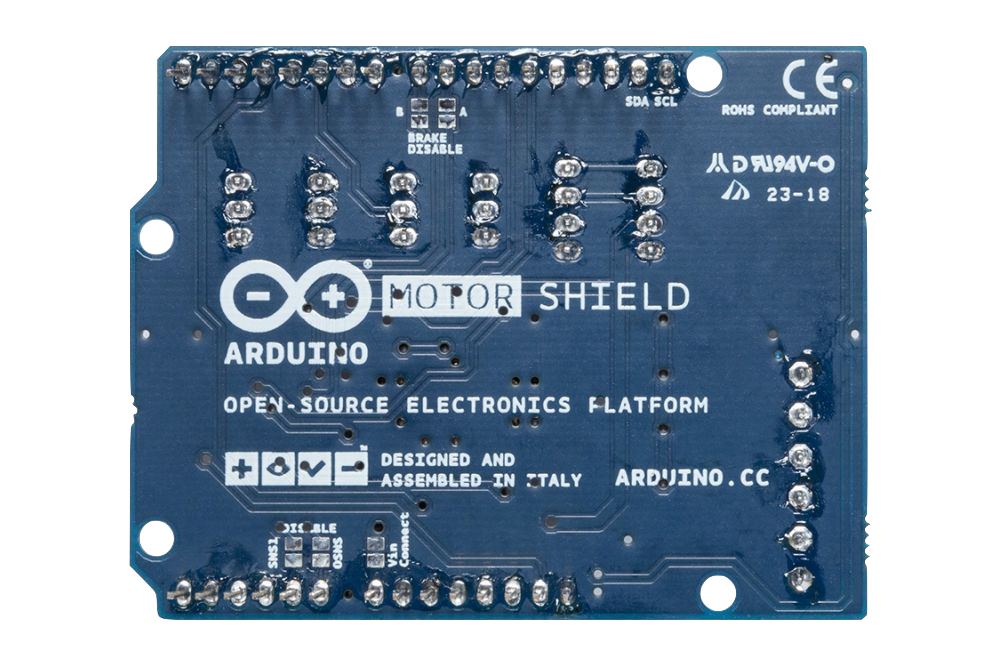 SDA SCL
CE
ROHS COMPLIANT
B A
BRAKE
DISABLE
94V-0
23-18
MOTOR SHIELD
ARDUINO
OPEN-SOURCE ELECTRONICS PLATFORM
DESIGNED AND
ASSEMBLED IN ITALY
ARDUINO.CC
DISABLE
SNS1
OSNS
Vin
Connect